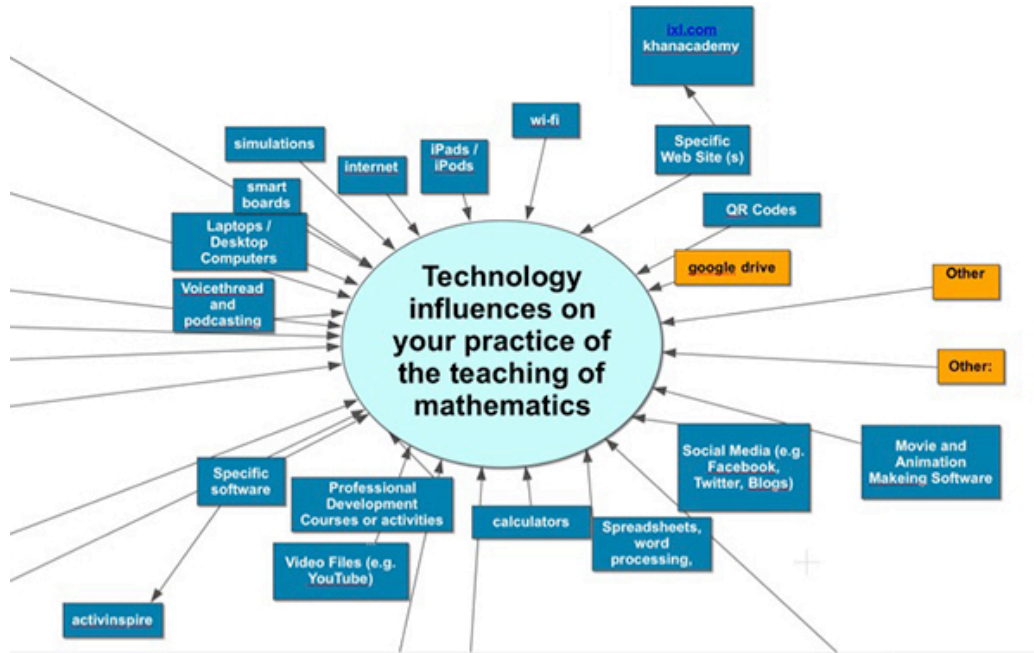 ixl.com
khanacademy
wi-fi
simulations
internet
iPads /
iPods
Specific
Web Site (s)
smart
boards
QR Codes
Laptops /
Desktop
Computers
google drive
Other
Voicethread
and
podcasting
Technology
influences on
your practice of
the teaching of
mathematics
Other:
Specific
software
Professional
Development
Courses or activities
Social Media (e.g.
Facebook,
Twitter, Blogs)
Movie and
Animation
Makeing Software
calculators
Spreadsheets,
word
processing,
Video Files (e.g.
YouTube)
activinspire